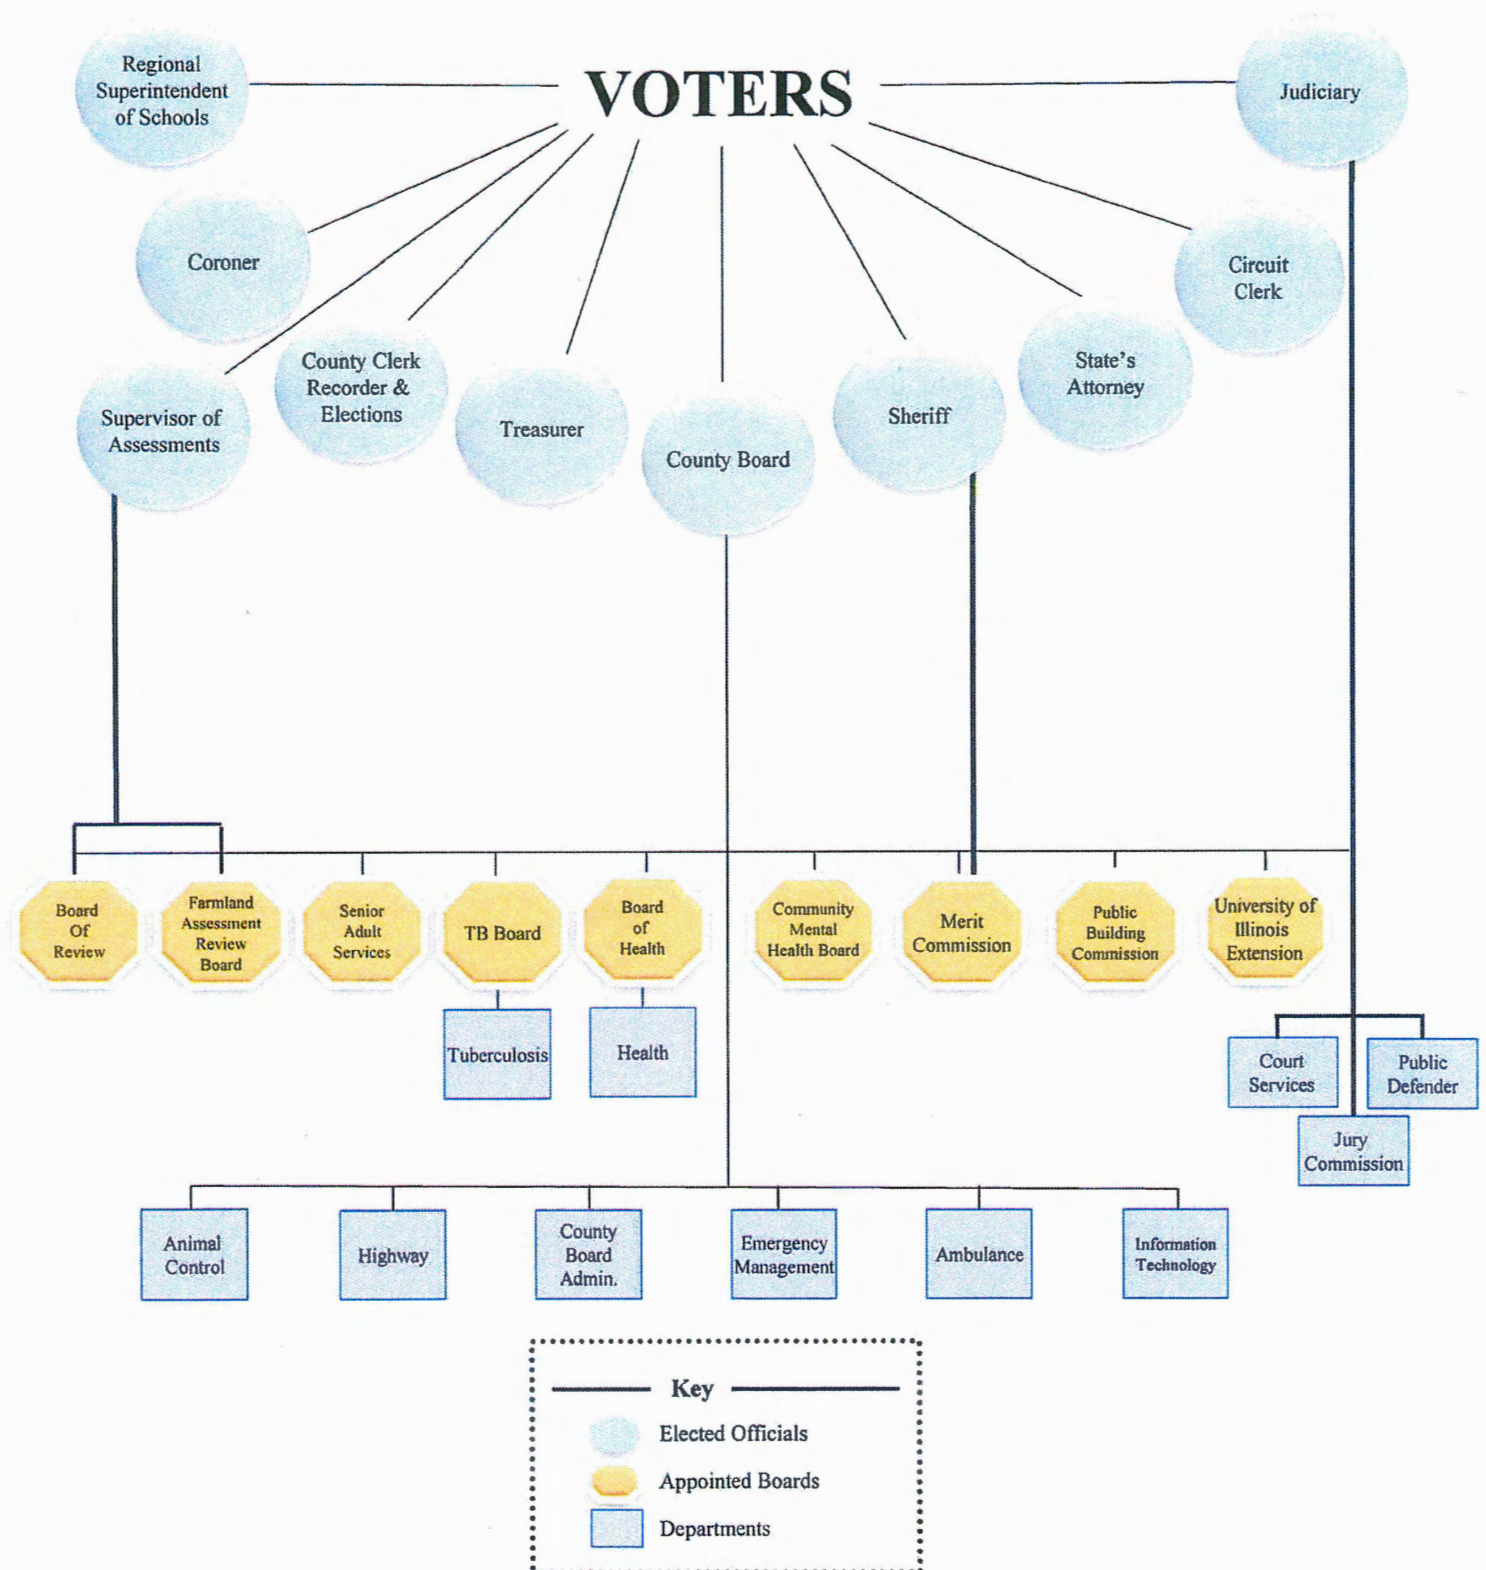 VOTERS
Regional
Superintendent
of Schools
Judiciary
Coroner
Circuit
Clerk
Supervisor of
Assessments
County Clerk
Recorder &
Elections
Treasurer
County Board
Sheriff
State's
Attorney
Board
Of
Review
Farmland
Assessment
Review
Board
Senior
Adult
Services
TB Board
Board
of
Health
Community
Mental
Health Board
Merit
Commission
Public
Building
Commission
University of
Illinois
Extension
Tuberculosis
Health
Court
Services
Public
Defender
Jury
Commission
Animal
Control
Highway
County
Board
Admin.
Emergency
Management
Ambulance
Information
Technology
Key
Elected Officials
Appointed Boards
Departments